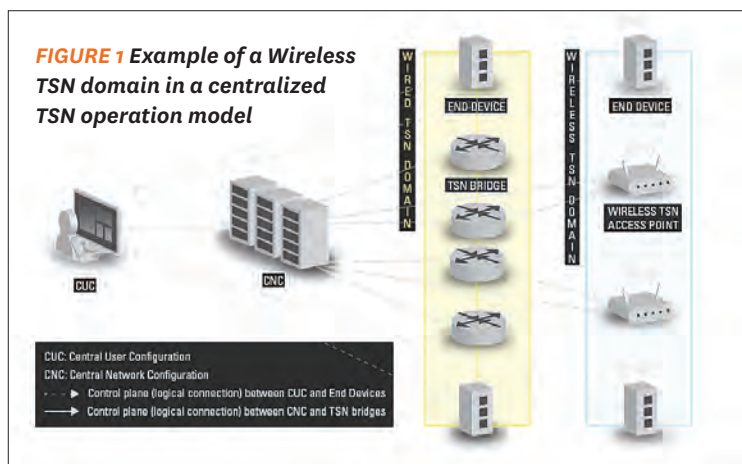 FIGURE 1 Example of a Wireless
TSN domain in a centralized
TSN operation model
WIRED TSN DOMAIN
END-DEVICE
TSN BRIDGE
WIRELESS TSN DOMAIN
END DEVICE
WIRELESS TSN
ACCESS POINT
CUC
CNC
CUC: Central User Configuration
CNC: Central Network Configuration
Control plane (logical connection) between CUC and End Devices
Control plane (logical connection) between CNC and TSN bridges